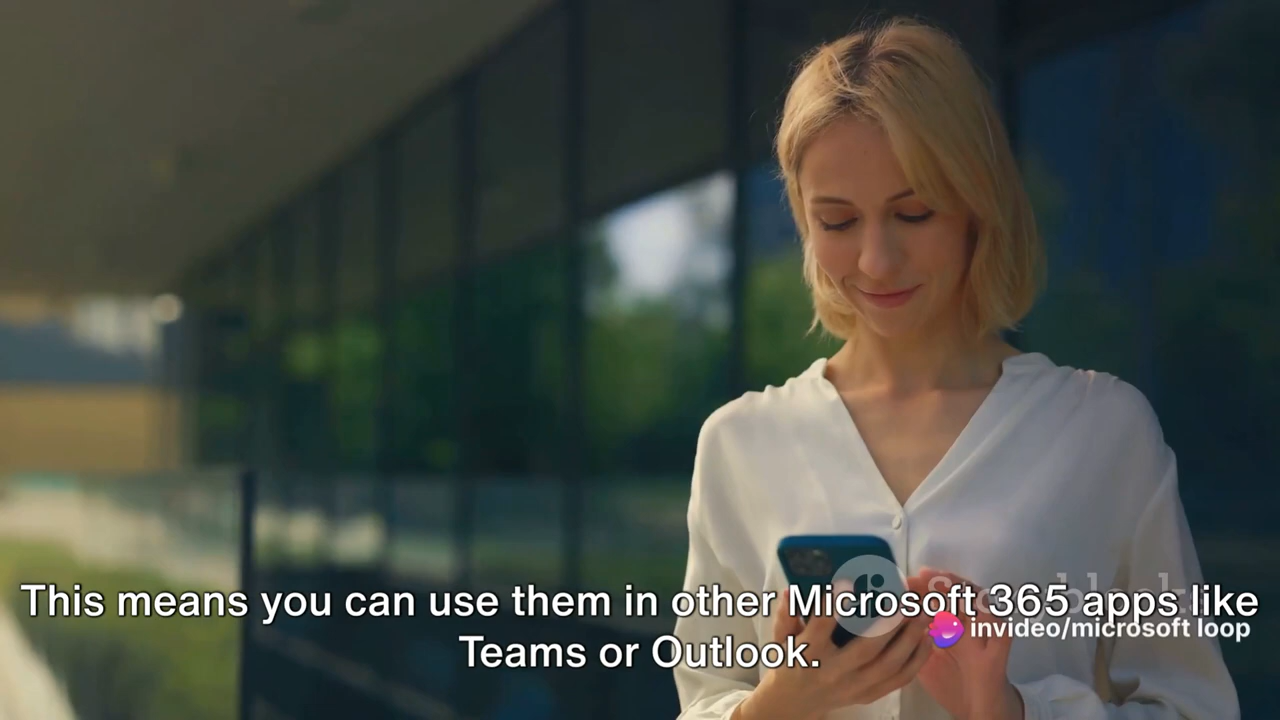 This means you can use them in other Microsoft 365 apps like
invideo/microsoft loop
Teams or Outlook.